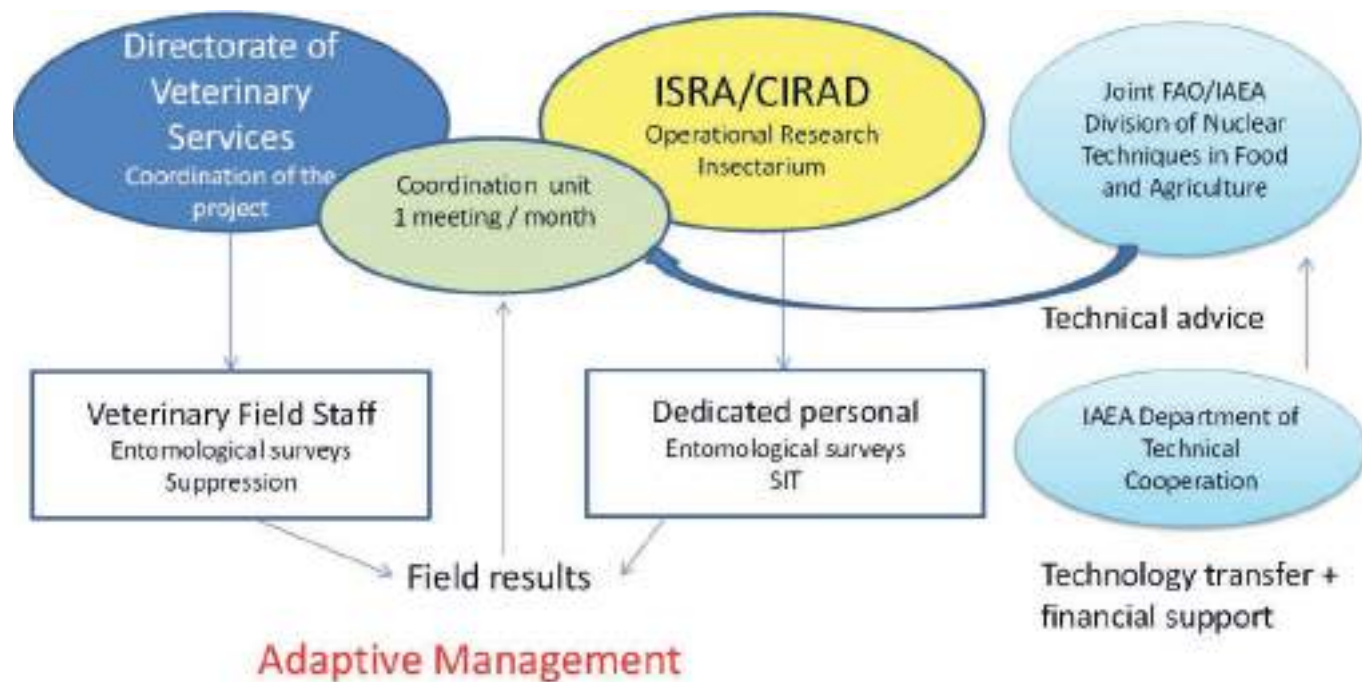 Directorate of
Veterinary
Services
Coordination of the
project
ISRA/CIRAD
Operational Research
Insectarium
Coordination unit
1 meeting / month
Joint FAO/IAEA
Division of Nuclear
Techniques in Food
and Agriculture
Technical advice
Veterinary Field Staff
Entomological surveys
Suppression
Dedicated personal
Entomological surveys
SIT
IAEA Department of
Technical
Cooperation
Field results
Technology transfer +
financial support
Adaptive Management